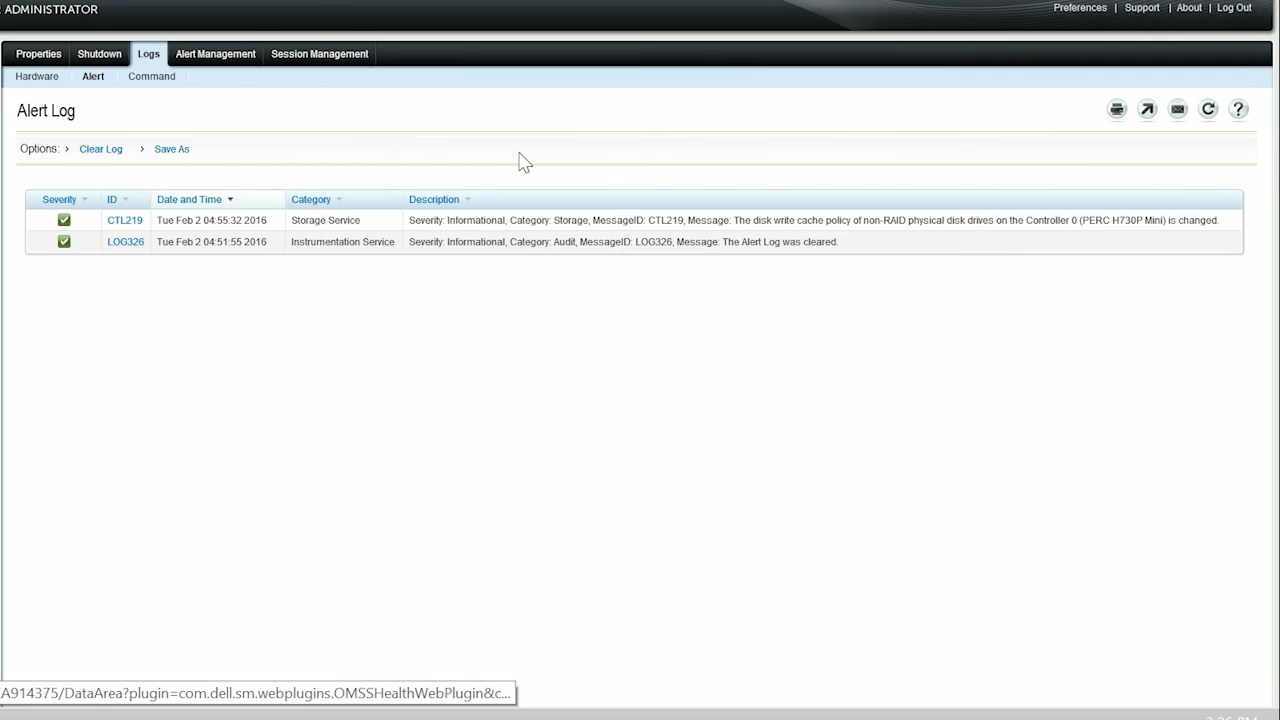 ADMINISTRATOR
Preferences | Support | About | Log Out
Properties Shutdown Logs Alert Management Session Management
Hardware Alert Command
Alert Log
Options: Clear Log Save As
Severity ID Date and Time Category Description
CTL219 Tue Feb 2 04:55:32 2016 Storage Service Severity: Informational, Category: Storage, MessageID: CTL219, Message: The disk write cache policy of non-RAID physical disk drives on the Controller 0 (PERC H730P Mini) is changed.
LOG326 Tue Feb 2 04:51:55 2016 Instrumentation Service Severity: Informational, Category: Audit, MessageID: LOG326, Message: The Alert Log was cleared.
A914375/DataArea?plugin=com.dell.sm.webplugins.OMSSHealthWebPlugin&c...